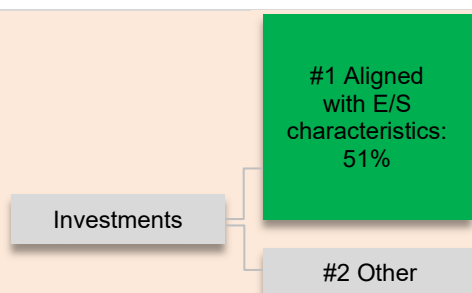 #1 Aligned
with E/S
characteristics:
51%
Investments
#2 Other